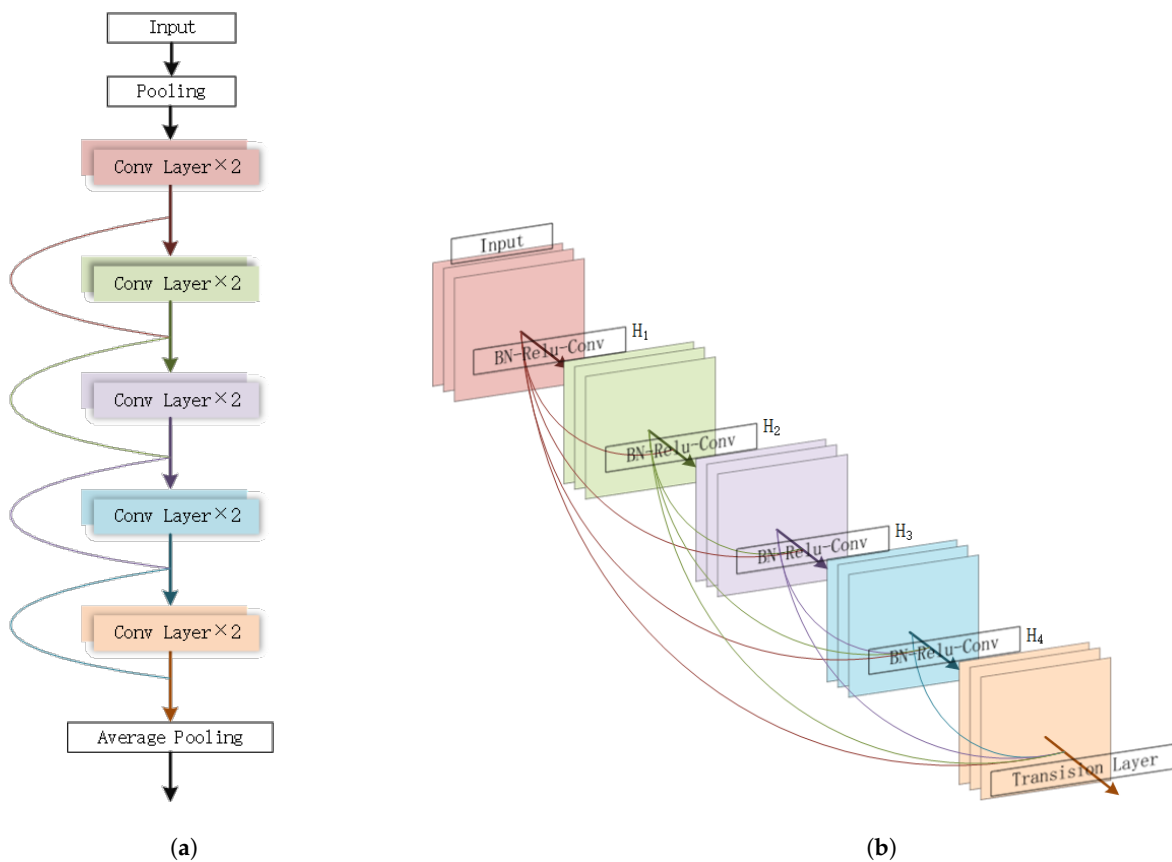 Input
Pooling
Conv Layer×2
Conv Layer×2
Conv Layer×2
Conv Layer×2
Conv Layer×2
Average Pooling
(a)
Input
BN-Relu-Conv H1
BN-Relu-Conv H2
BN-Relu-Conv H3
BN-Relu-Conv H4
Transision Layer
(b)